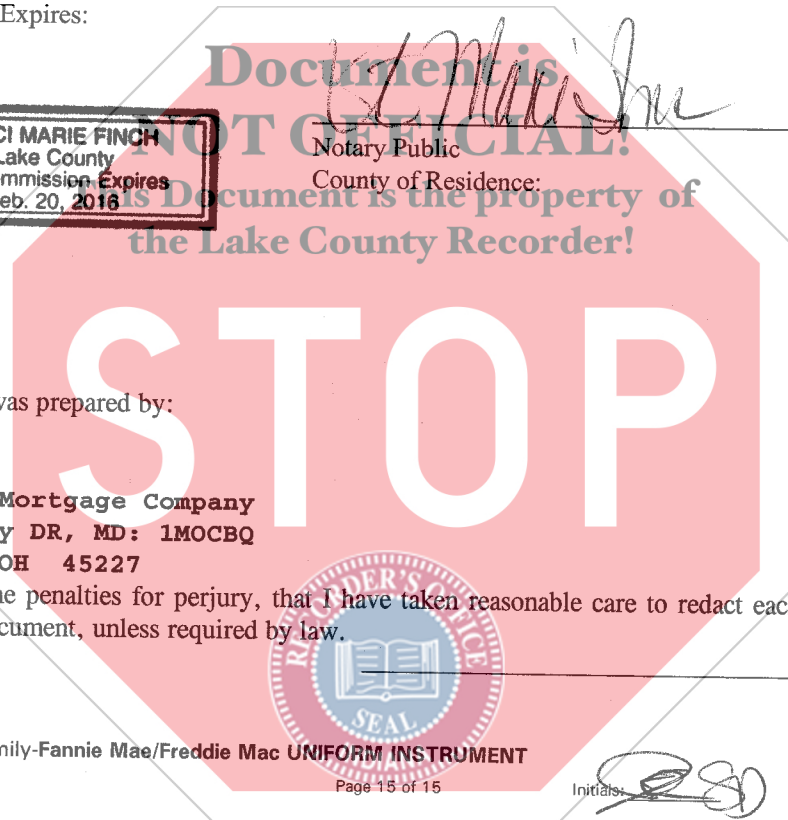 Expires:
Document is
NOT OFFICIAL!
CI MARIE FINCH
Lake County
mmission Expires
eb. 20, 2016
Notary Public
County of Residence:
This Document is the property of
the Lake County Recorder!
STOP
was prepared by:
Mortgage Company
y DR, MD: 1MOCBQ
OH 45227
he penalties for perjury, that I have taken reasonable care to redact eac
cument, unless required by law.
RECORDER'S OFFICE
SEAL
INDIANA
mily-Fannie Mae/Freddie Mac UNIFORM INSTRUMENT
Page 15 of 15
Initials: